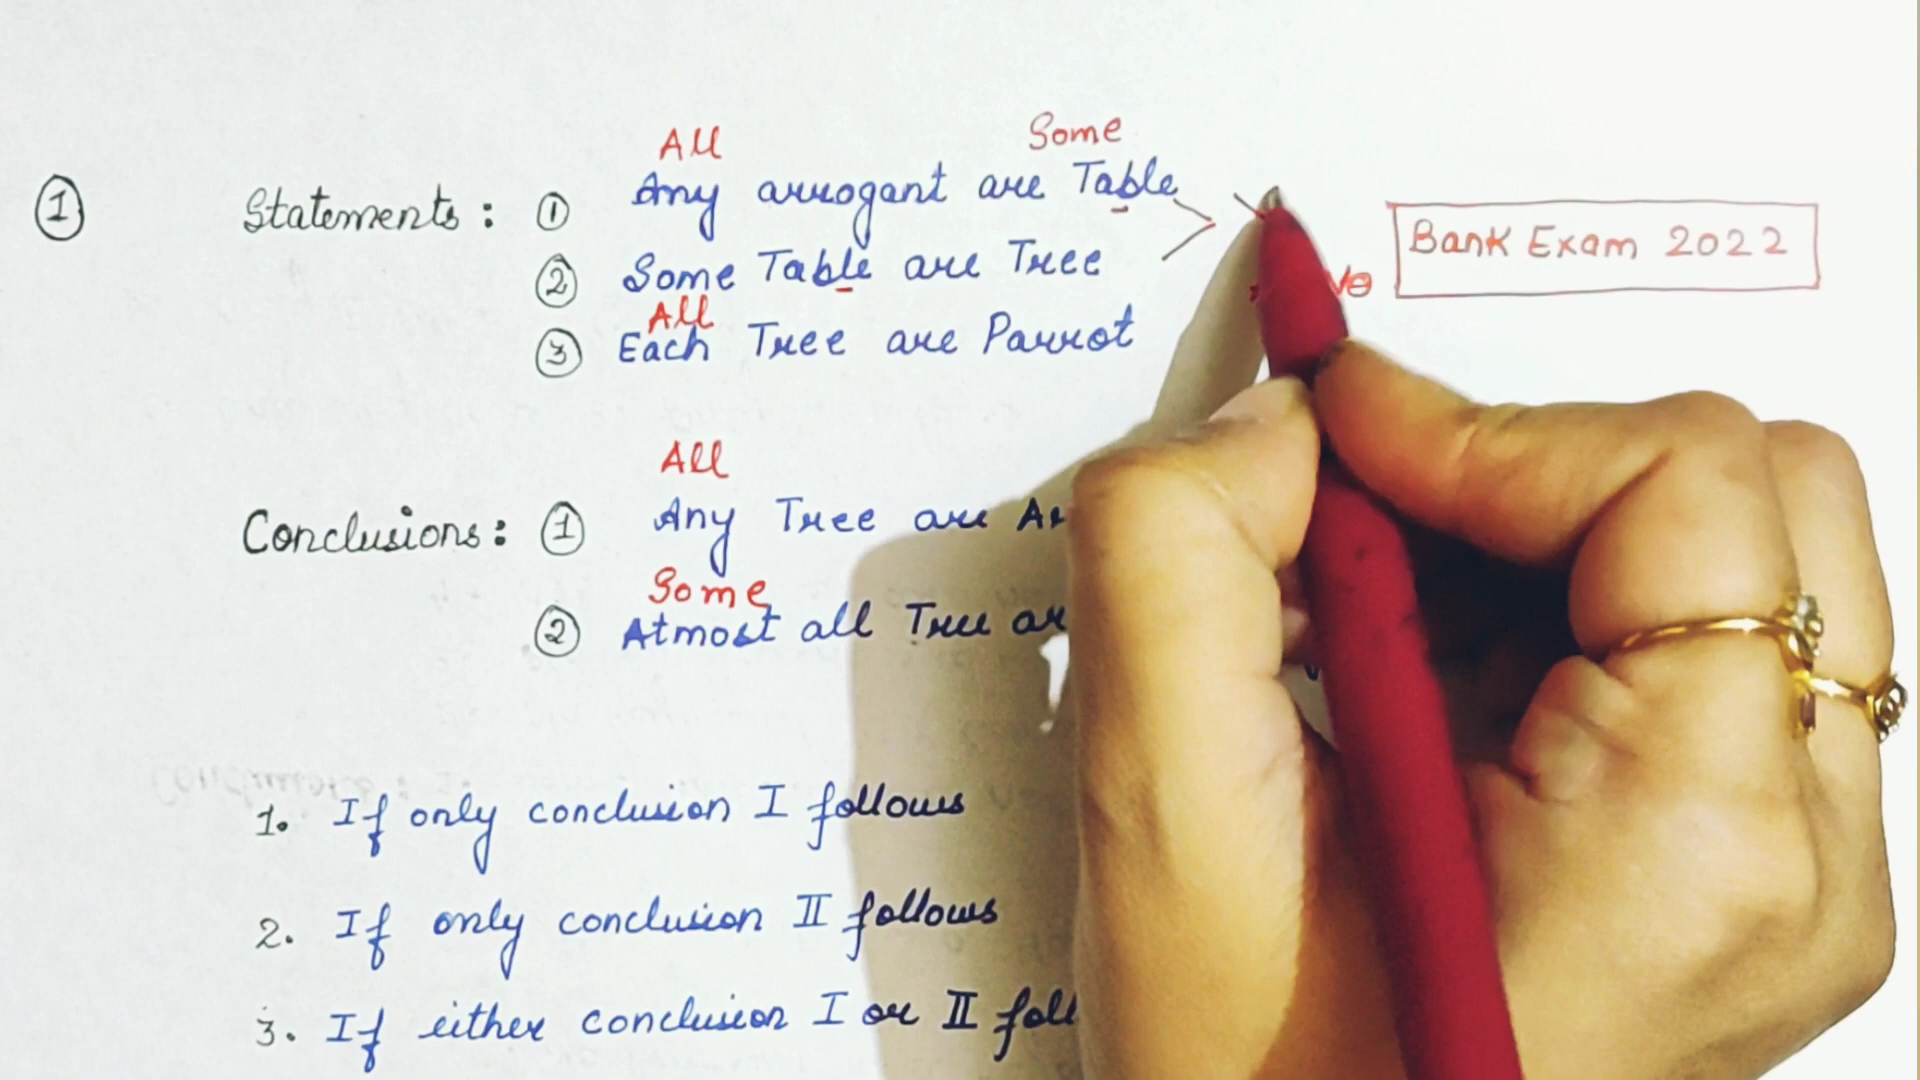 All Some
① Statements: ① Any arrogant are Table
② Some Table are Tree
Bank Exam 2022
All
③ Each Tree are Parrot
All
Conclusions: ① Any Tree are
Some
② Atmost all Tree
1. If only conclusion I follows
2. If only conclusion II follows
3. If either conclusion I or II